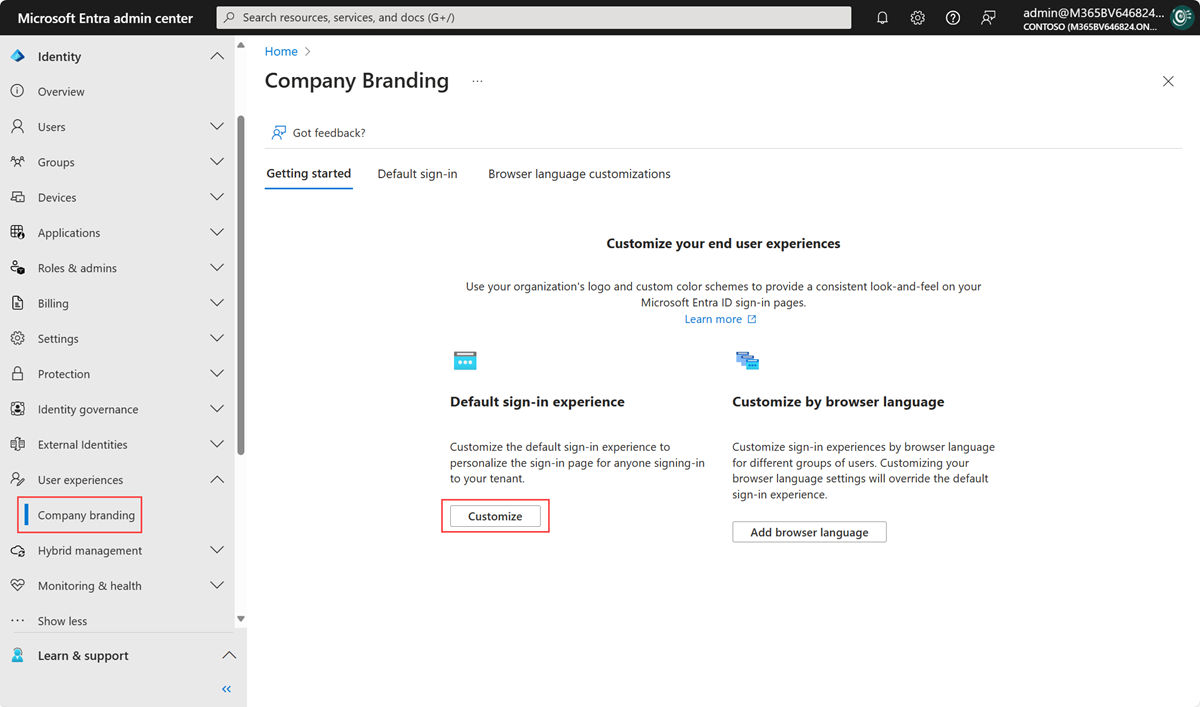 Microsoft Entra admin center
Search resources, services, and docs (G+/)
admin@M365BV646824...
CONTOSO (M365BV646824.ON...
Identity
Overview
Users
Groups
Devices
Applications
Roles & admins
Billing
Settings
Protection
Identity governance
External Identities
User experiences
Company branding
Hybrid management
Monitoring & health
Show less
Learn & support
Home
Company Branding
Got feedback?
Getting started
Default sign-in
Browser language customizations
Customize your end user experiences
Use your organization's logo and custom color schemes to provide a consistent look-and-feel on your
Microsoft Entra ID sign-in pages.
Learn more
Default sign-in experience
Customize the default sign-in experience to
personalize the sign-in page for anyone signing-in
to your tenant.
Customize
Customize by browser language
Customize sign-in experiences by browser language
for different groups of users. Customizing your
browser language settings will override the default
sign-in experience.
Add browser language